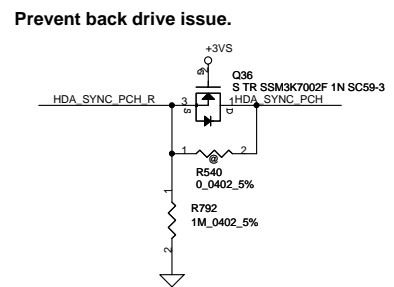 Prevent back drive issue.
+3VS
G
2
Q36
S TR SSM3K7002F 1N SC59-3
HDA_SYNC_PCH_R
3
S
1
D
HDA_SYNC_PCH
1
2
@
R540
0_0402_5%
1
R792
1M_0402_5%
2